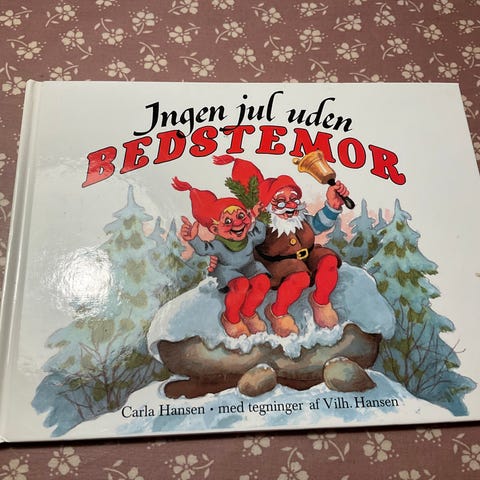 Ingen jul uden
BEDSTEMOR
Carla Hansen • med tegninger af Vilh. Hansen